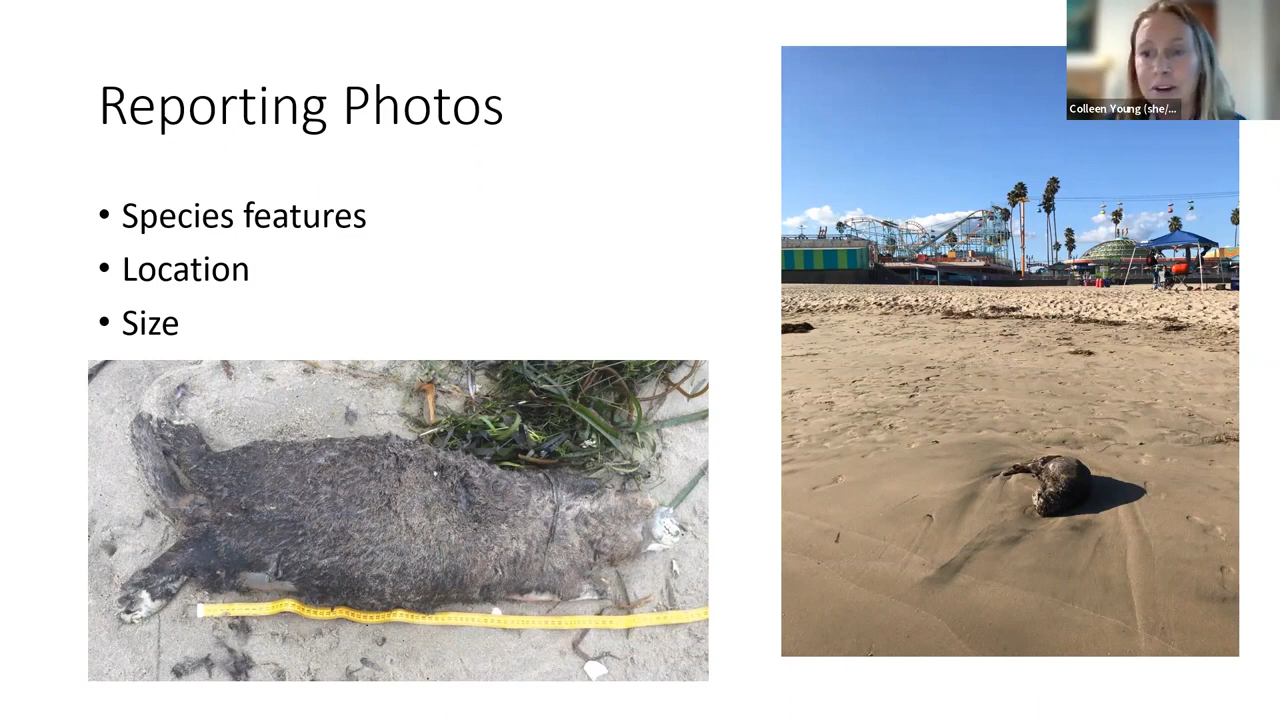 Reporting Photos
• Species features
• Location
• Size
Colleen Young (she/...